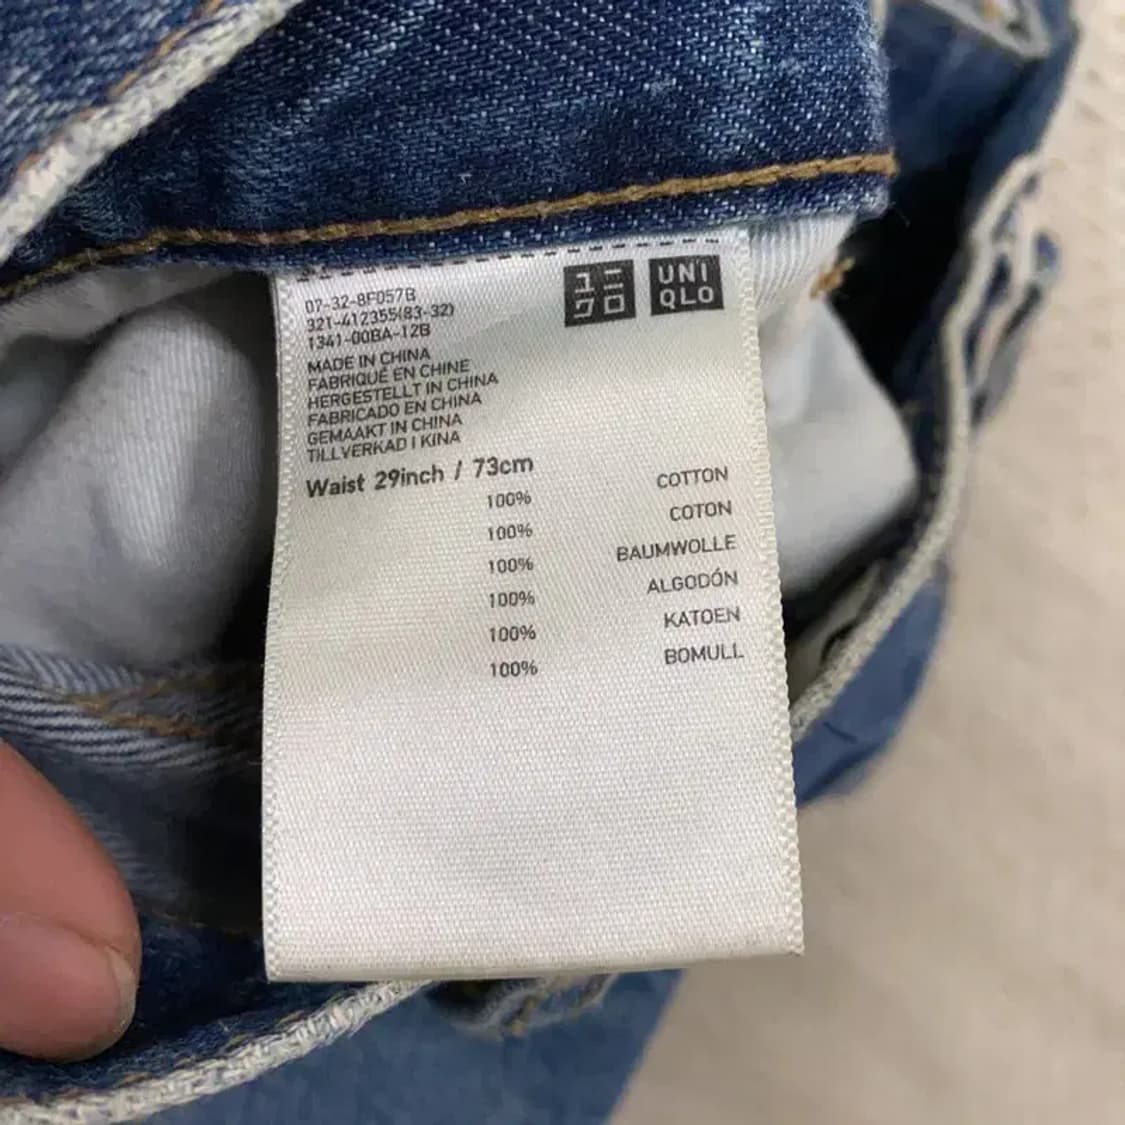 ユニ
クロ
UNI
QLO
07-32-8F057B
321-412355(83-32)
1341-00BA-12B
MADE IN CHINA
FABRIQUÉ EN CHINE
HERGESTELLT IN CHINA
FABRICADO EN CHINA
GEMAAKT IN CHINA
TILLVERKAD I KINA
Waist 29inch / 73cm
100% COTTON
100% COTON
100% BAUMWOLLE
100% ALGODÓN
100% KATOEN
100% BOMULL